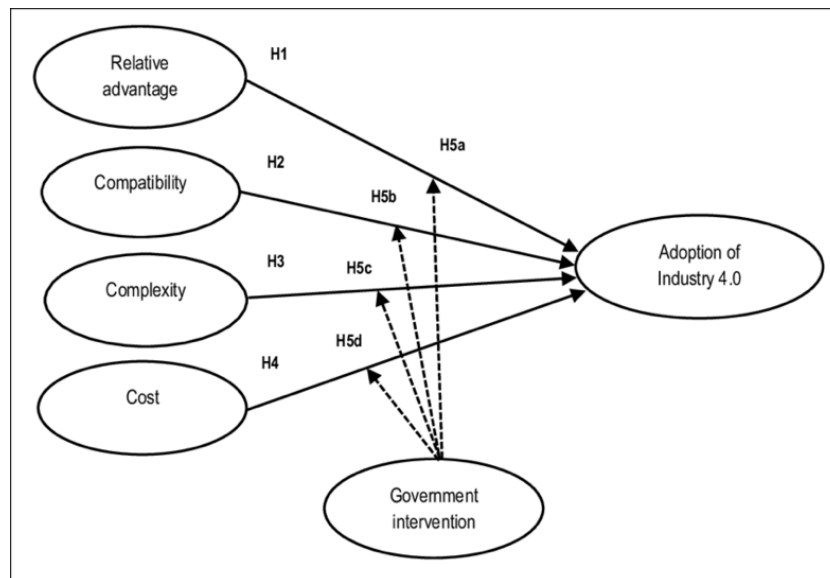 Relative
advantage
H1
H5a
Compatibility
H2
H5b
Adoption of
Industry 4.0
Complexity
H3
H5c
Cost
H4
H5d
Government
intervention